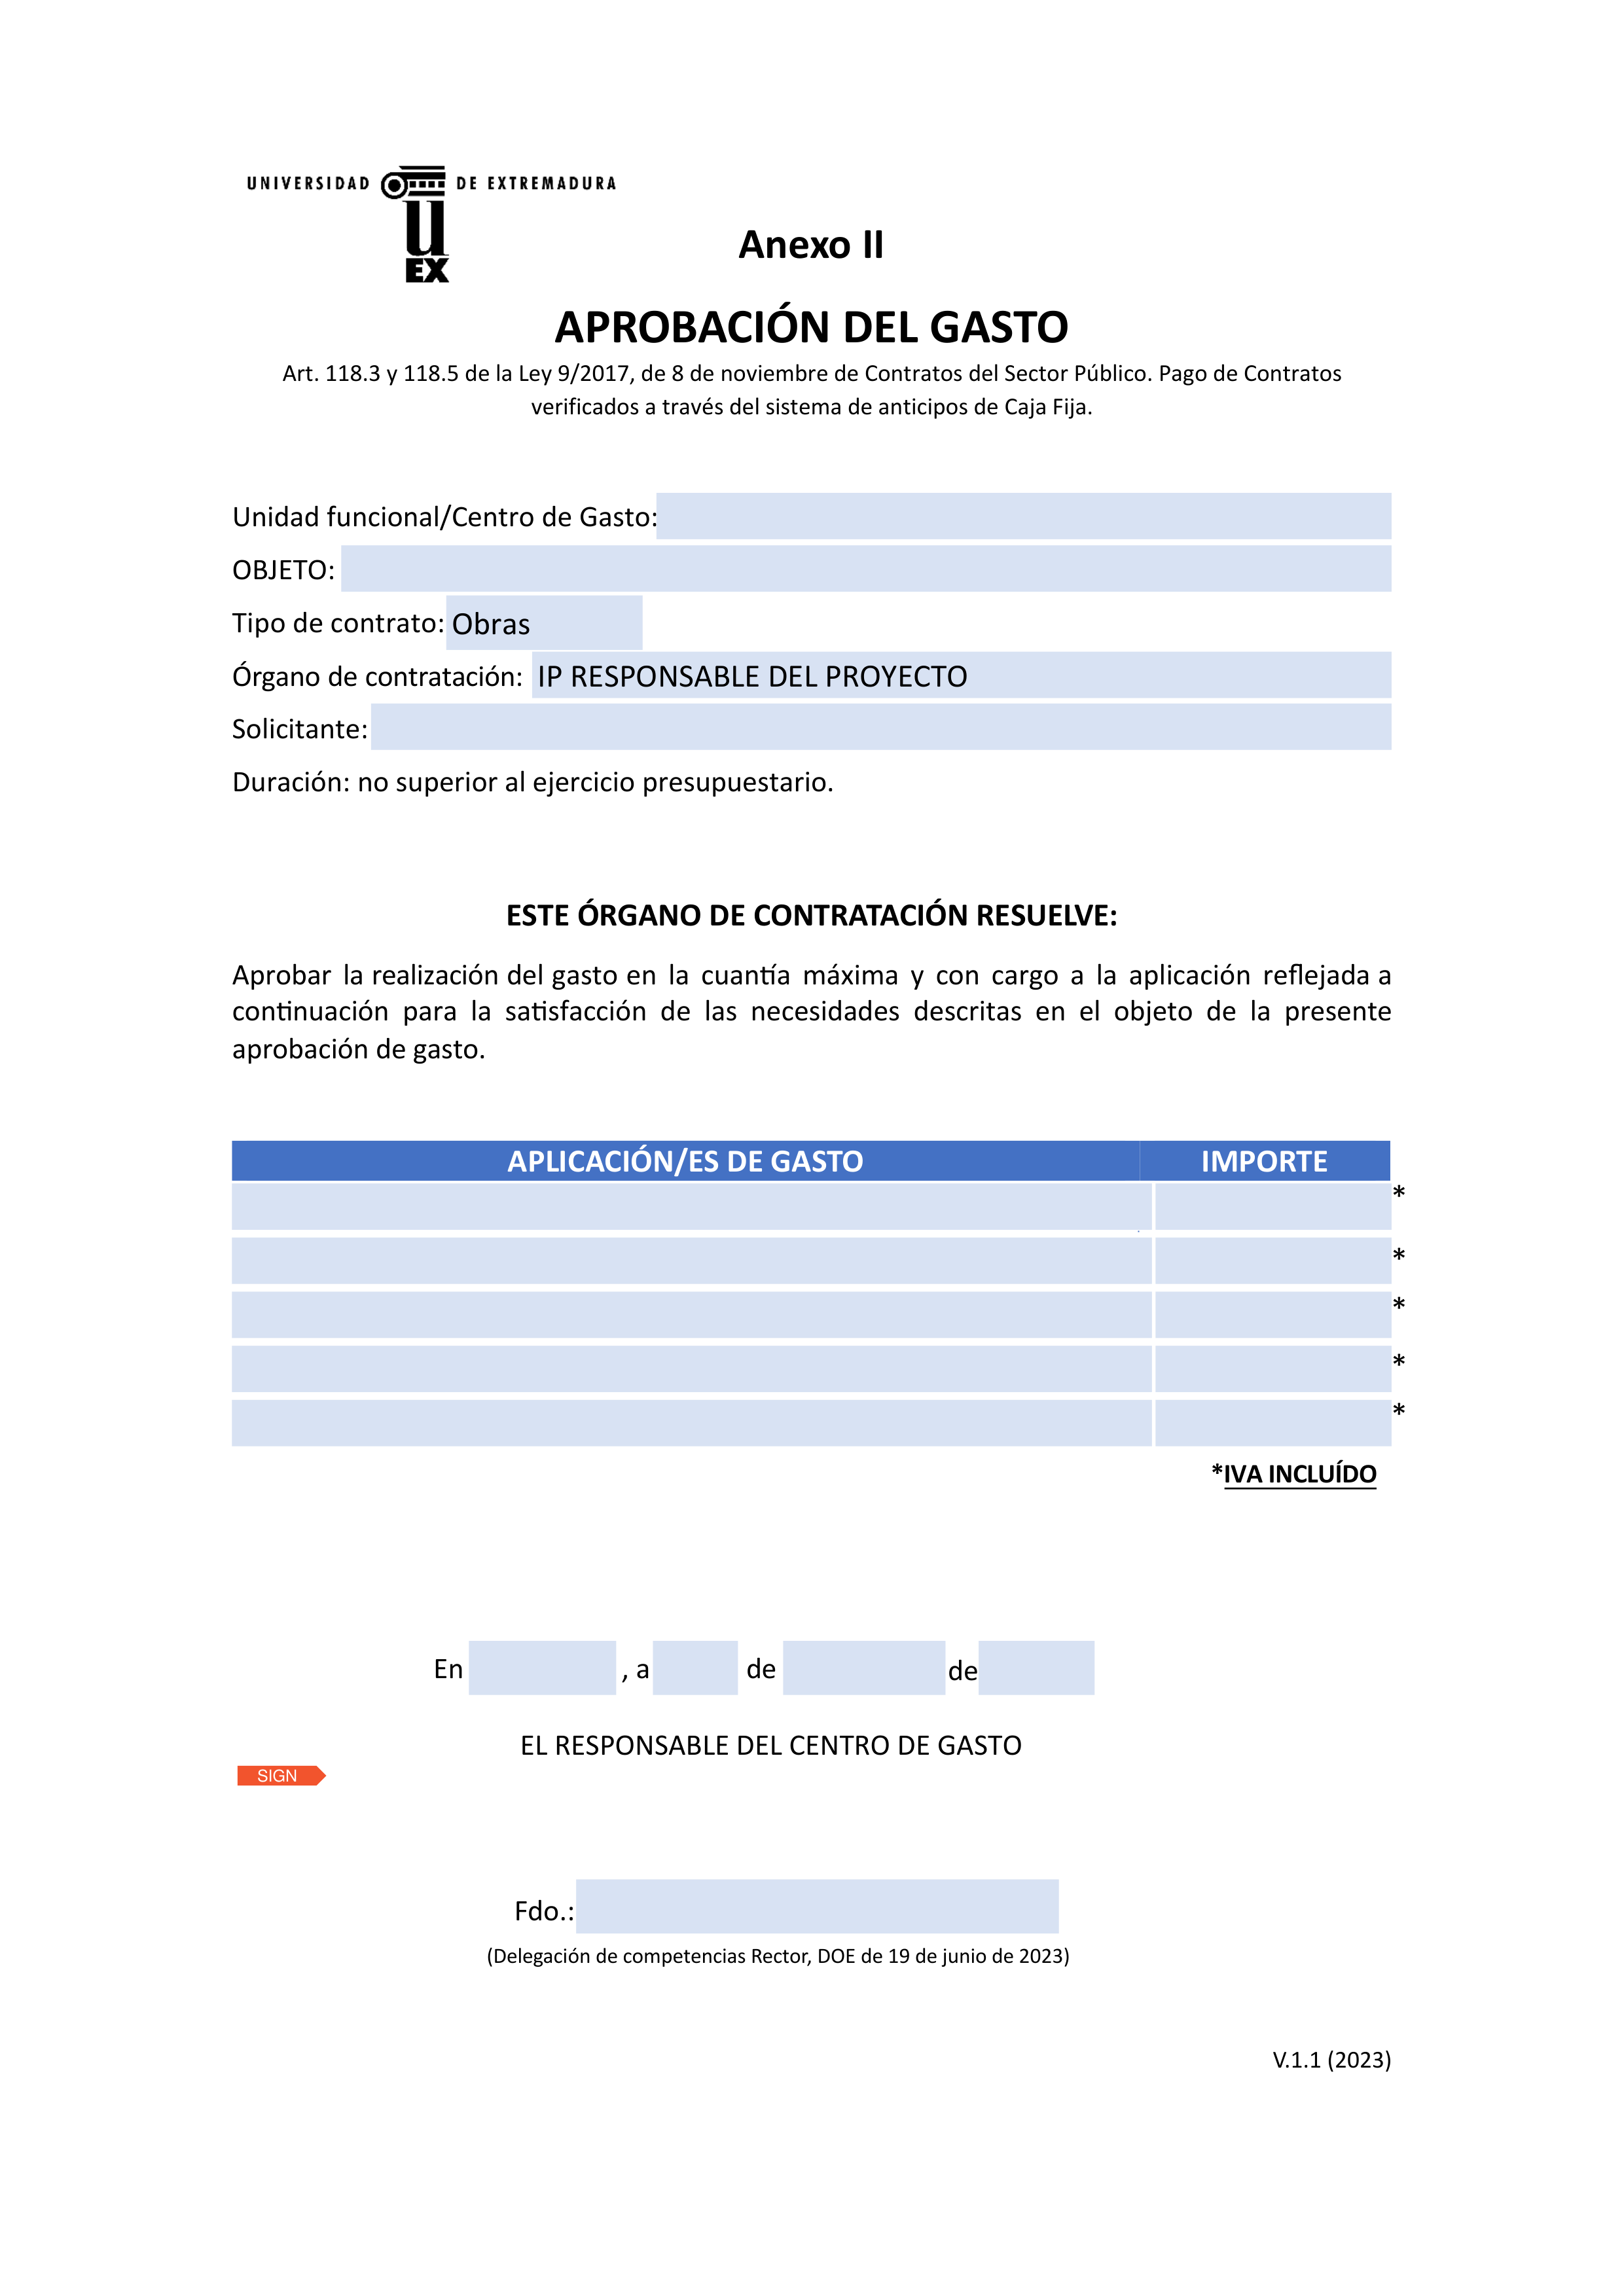 UNIVERSIDAD DE EXTREMADURA
u
EX
Anexo II
APROBACIÓN DEL GASTO
Art. 118.3 y 118.5 de la Ley 9/2017, de 8 de noviembre de Contratos del Sector Público. Pago de Contratos
verificados a través del sistema de anticipos de Caja Fija.
Unidad funcional/Centro de Gasto:
OBJETO:
Tipo de contrato: Obras
Órgano de contratación: IP RESPONSABLE DEL PROYECTO
Solicitante:
Duración: no superior al ejercicio presupuestario.
ESTE ÓRGANO DE CONTRATACIÓN RESUELVE:
Aprobar la realización del gasto en la cuantía máxima y con cargo a la aplicación reflejada a
continuación para la satisfacción de las necesidades descritas en el objeto de la presente
aprobación de gasto.
APLICACIÓN/ES DE GASTO IMPORTE
*
*
*
*
*
*IVA INCLUÍDO
En , a de de
EL RESPONSABLE DEL CENTRO DE GASTO
SIGN
Fdo.:
(Delegación de competencias Rector, DOE de 19 de junio de 2023)
V.1.1 (2023)